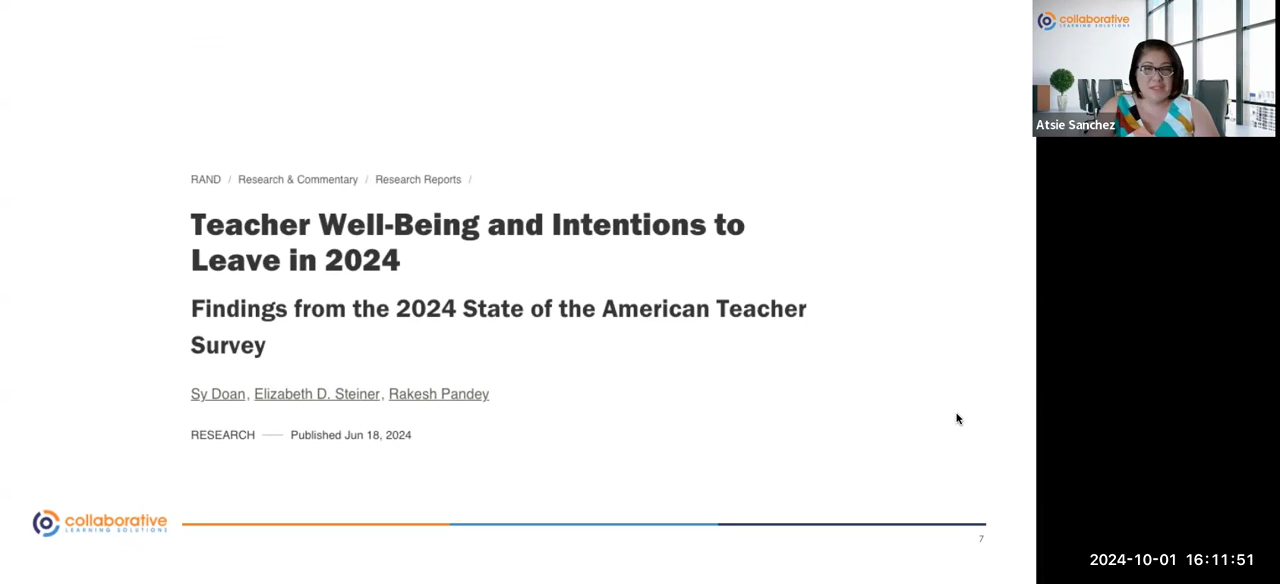 RAND / Research & Commentary / Research Reports /
Teacher Well-Being and Intentions to
Leave in 2024
Findings from the 2024 State of the American Teacher
Survey
Sy Doan, Elizabeth D. Steiner, Rakesh Pandey
RESEARCH — Published Jun 18, 2024
collaborative
LEARNING SOLUTIONS
7
collaborative
LEARNING SOLUTIONS
Atsie Sanchez
2024-10-01 16:11:51